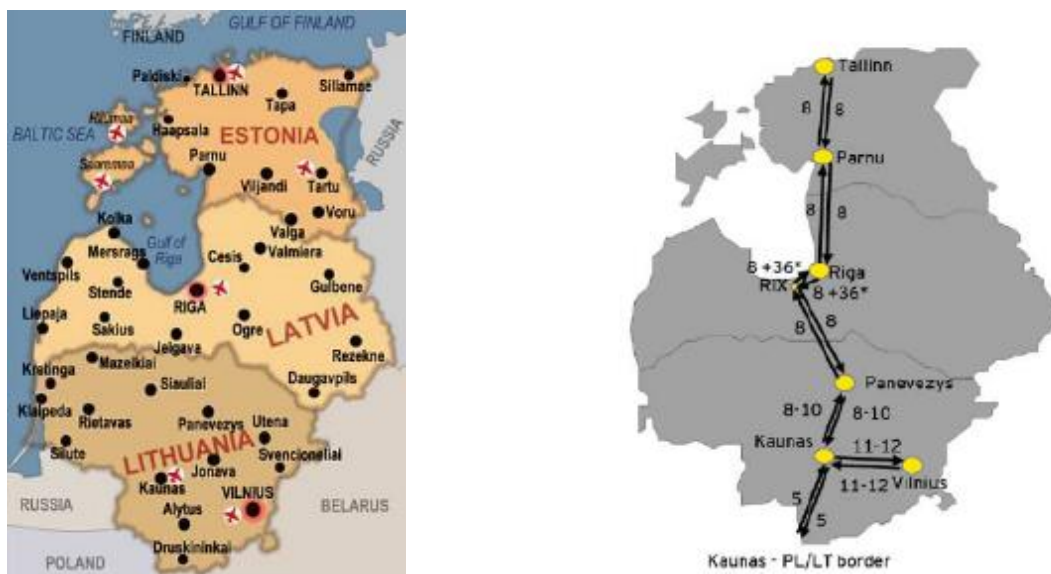 GULF OF FINLAND
FINLAND
Paldiski
TALLINN
Sillamae
Tapa
Hiiumaa
BALTIC SEA
Haapsala
ESTONIA
RUSSIA
Saaremaa
Parnu
Viljandi
Tartu
Voru
Kolka
Valga
Mersrags
Gulf of
Riga
Cesis
Valmiera
Ventspils
Stende
Gulbene
RIGA
Liepaja
Sakius
Ogre
LATVIA
Jelgava
Rezekne
Mazeikiai
Kretinga
Siauliai
Daugavpils
Klaipeda
Rietavas
Panevezys
Utena
LITHUANIA
Silute
Svencioneliai
Jonava
Kaunas
VILNIUS
RUSSIA
BELARUS
Alytus
Druskininkai
POLAND
Tallinn
8 8
Parnu
8 8
8 +36*
Riga
RIX
8 +36*
8 8
Panevezys
8-10 8-10
Kaunas
11-12
Vilnius
11-12
5 5
Kaunas - PL/LT border